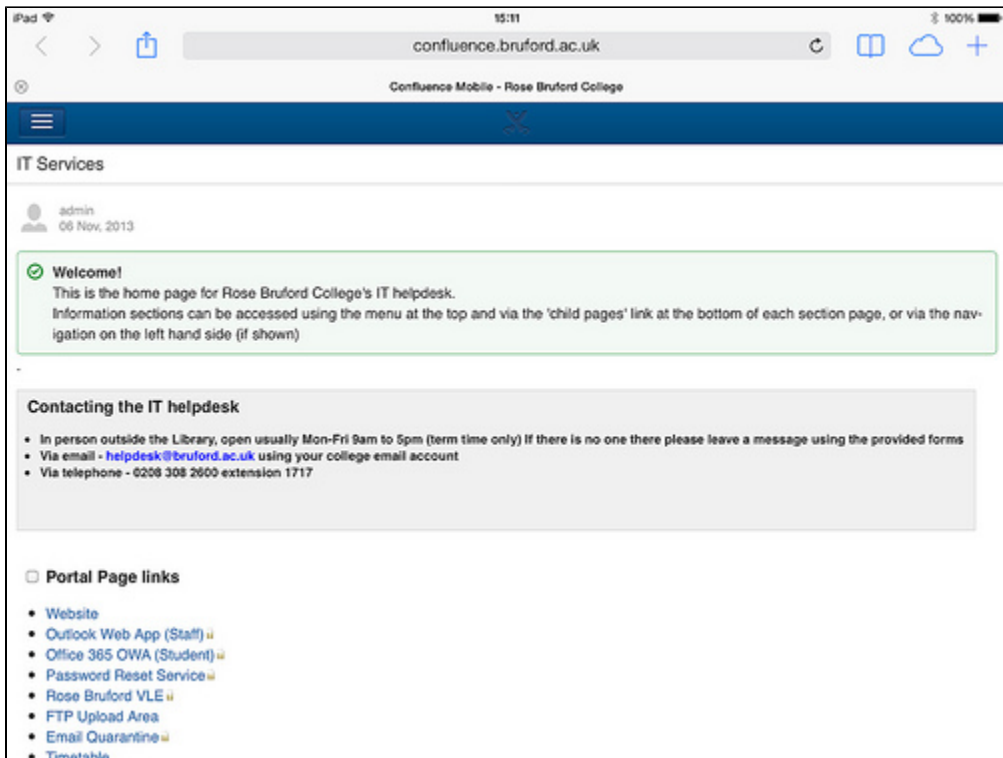 iPad 15:11 100%
confluence.bruford.ac.uk
Confluence Mobile - Rose Bruford College
IT Services
admin
06 Nov, 2013
Welcome!
This is the home page for Rose Bruford College's IT helpdesk.
Information sections can be accessed using the menu at the top and via the 'child pages' link at the bottom of each section page, or via the nav-
igation on the left hand side (if shown)
-
Contacting the IT helpdesk
• In person outside the Library, open usually Mon-Fri 9am to 5pm (term time only) If there is no one there please leave a message using the provided forms
• Via email - helpdesk@bruford.ac.uk using your college email account
• Via telephone - 0208 308 2600 extension 1717
Portal Page links
• Website
• Outlook Web App (Staff)
• Office 365 OWA (Student)
• Password Reset Service
• Rose Bruford VLE
• FTP Upload Area
• Email Quarantine
• Timetable